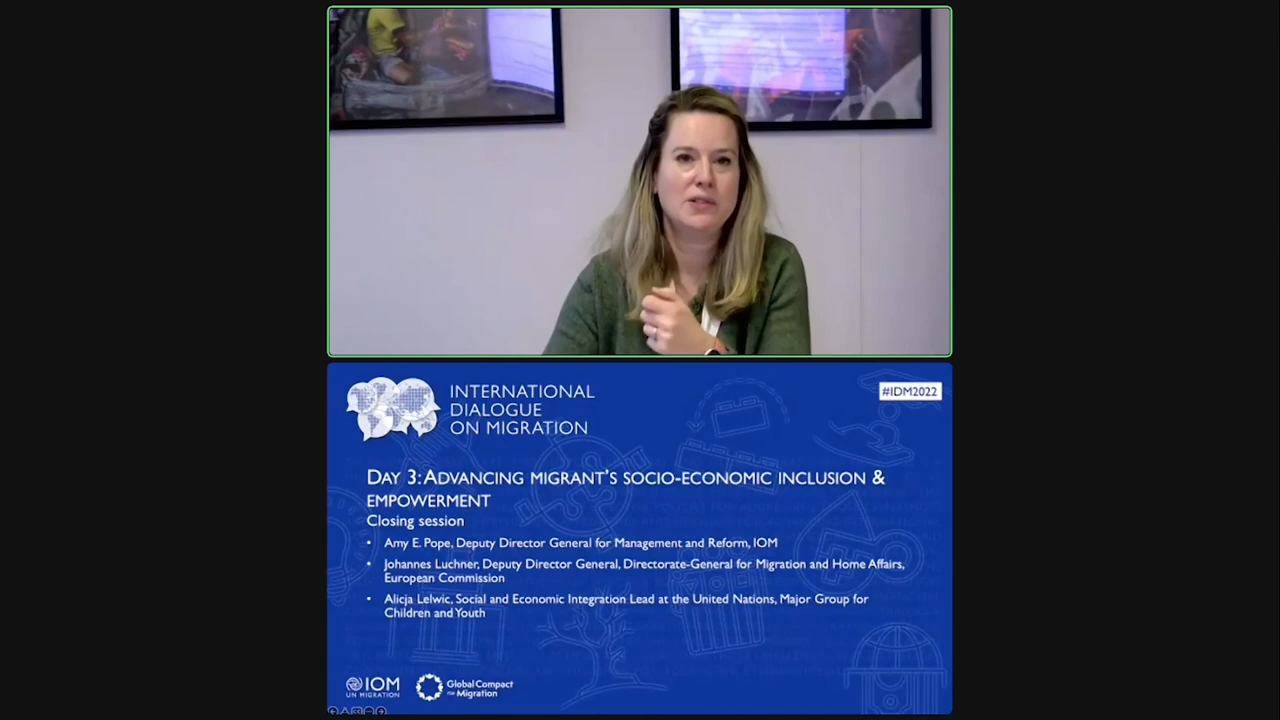 INTERNATIONAL
DIALOGUE
ON MIGRATION
#IDM2022
DAY 3: ADVANCING MIGRANT'S SOCIO-ECONOMIC INCLUSION &
EMPOWERMENT
Closing session
• Amy E. Pope, Deputy Director General for Management and Reform, IOM
• Johannes Luchner, Deputy Director General, Directorate-General for Migration and Home Affairs,
European Commission
• Alicja Lelwic, Social and Economic Integration Lead at the United Nations, Major Group for
Children and Youth
IOM
UN MIGRATION
Global Compact
FOR Migration